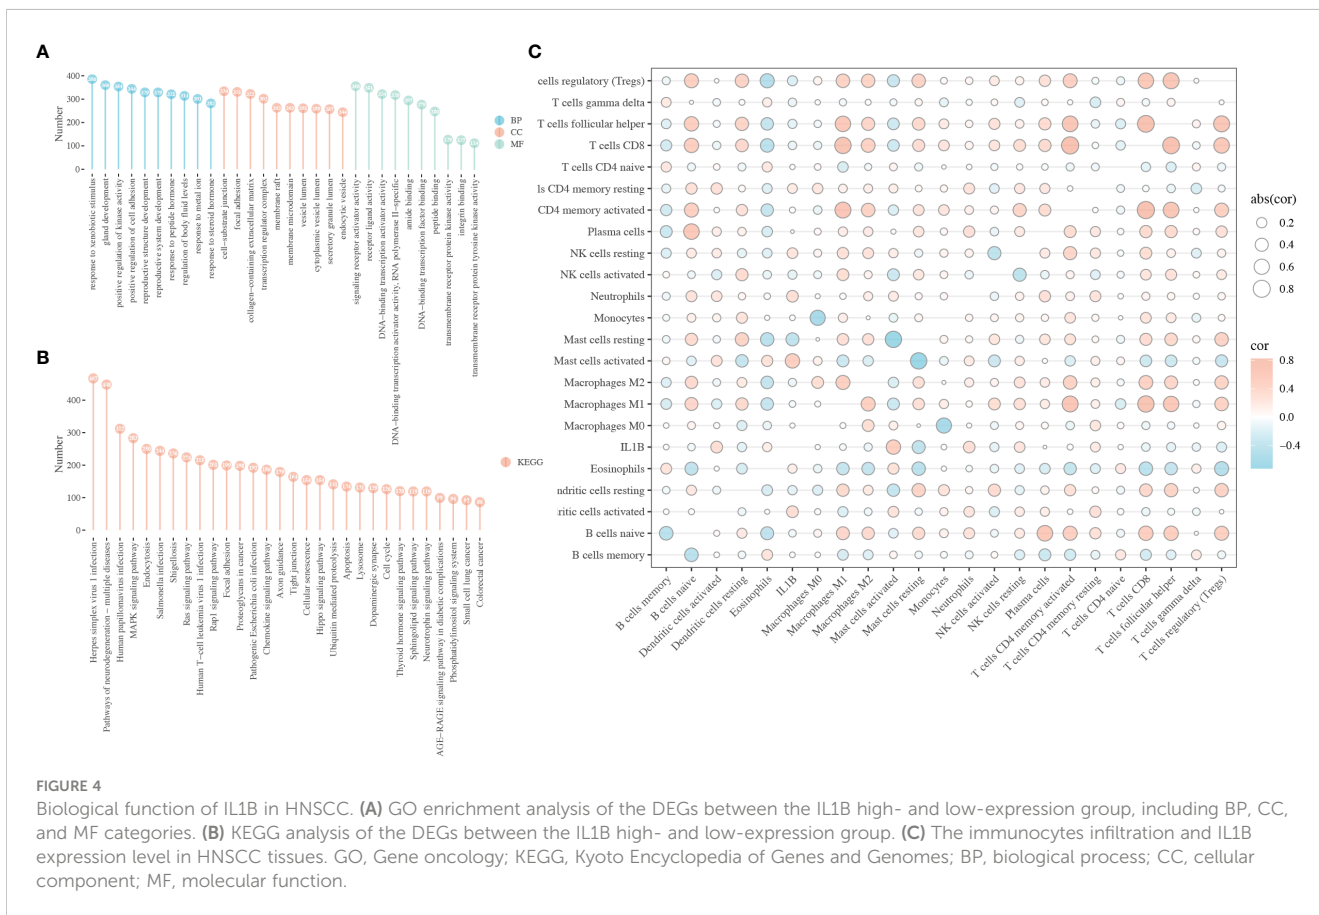 A
Number
400
300
200
100
0
response to xenobiotic stimulus
gland development
positive regulation of kinase activity
positive regulation of cell adhesion
reproductive structure development
reproductive system development
response to peptide hormone
regulation of body fluid levels
response to metal ion
response to steroid hormone
cell−substrate junction
focal adhesion
collagen−containing extracellular matrix
transcription regulator complex
membrane raft
membrane microdomain
vesicle lumen
cytoplasmic vesicle lumen
secretory granule lumen
endocytic vesicle
signaling receptor activator activity
receptor ligand activity
DNA−binding transcription activator activity
DNA−binding transcription activator activity, RNA polymerase II−specific
amide binding
DNA−binding transcription factor binding
peptide binding
transmembrane receptor protein kinase activity
integrin binding
transmembrane receptor protein tyrosine kinase activity
BP
CC
MF
B
Number
400
300
200
100
0
Herpes simplex virus 1 infection
Pathways of neurodegeneration − multiple diseases
Human papillomavirus infection
MAPK signaling pathway
Endocytosis
Salmonella infection
Shigellosis
Ras signaling pathway
Human T−cell leukemia virus 1 infection
Rap1 signaling pathway
Focal adhesion
Proteoglycans in cancer
Pathogenic Escherichia coli infection
Chemokine signaling pathway
Axon guidance
Tight junction
Cellular senescence
Hippo signaling pathway
Ubiquitin mediated proteolysis
Apoptosis
Lysosome
Dopaminergic synapse
Cell cycle
Thyroid hormone signaling pathway
Sphingolipid signaling pathway
Neurotrophin signaling pathway
AGE−RAGE signaling pathway in diabetic complications
Phosphatidylinositol signaling system
Small cell lung cancer
Colorectal cancer
KEGG
C
cells regulatory (Tregs)
T cells gamma delta
T cells follicular helper
T cells CD8
T cells CD4 naive
ls CD4 memory resting
CD4 memory activated
Plasma cells
NK cells resting
NK cells activated
Neutrophils
Monocytes
Mast cells resting
Mast cells activated
Macrophages M2
Macrophages M1
Macrophages M0
IL1B
Eosinophils
ndritic cells resting
ritic cells activated
B cells naive
B cells memory
B cells memory
B cells naive
Dendritic cells activated
Dendritic cells resting
Eosinophils
IL1B
Macrophages M0
Macrophages M1
Macrophages M2
Mast cells activated
Mast cells resting
Monocytes
Neutrophils
NK cells activated
NK cells resting
Plasma cells
T cells CD4 memory activated
T cells CD4 memory resting
T cells CD4 naive
T cells CD8
T cells follicular helper
T cells gamma delta
T cells regulatory (Tregs)
abs(cor)
0.2
0.4
0.6
0.8
cor
0.8
0.4
0.0
−0.4
FIGURE 4
Biological function of IL1B in HNSCC. (A) GO enrichment analysis of the DEGs between the IL1B high- and low-expression group, including BP, CC,
and MF categories. (B) KEGG analysis of the DEGs between the IL1B high- and low-expression group. (C) The immunocytes infiltration and IL1B
expression level in HNSCC tissues. GO, Gene oncology; KEGG, Kyoto Encyclopedia of Genes and Genomes; BP, biological process; CC, cellular
component; MF, molecular function.